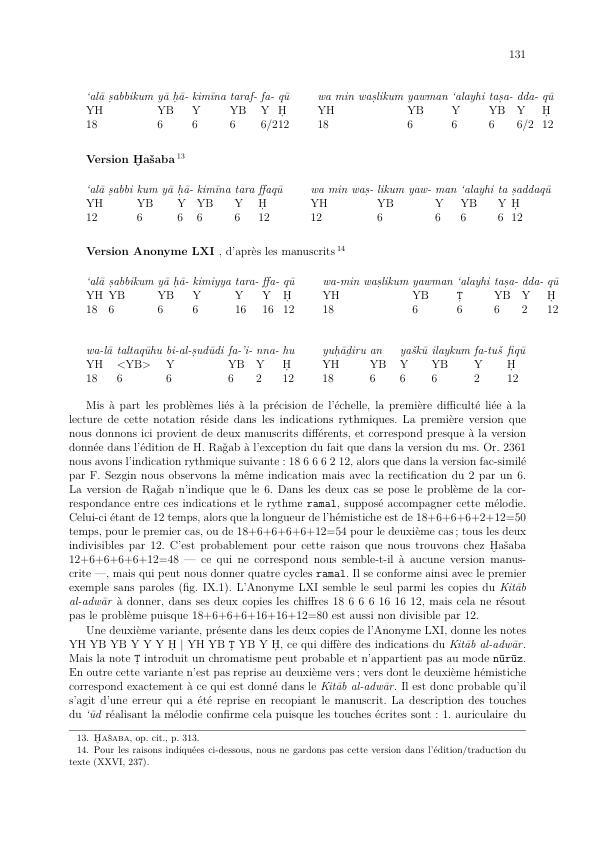 131
‘alā ṣabbikum yā ḥā- kimīna taraf- fa- qū wa min waṣlikum yawman ‘alayhi taṣa- dda- qū
YH YB Y YB Y Ḥ YH YB Y YB Y Ḥ
18 6 6 6 6/2 12 18 6 6 6 6/2 12
Version Ḥašaba 13
‘alā ṣabbi kum yā ḥā- kimīna tara ffaqū wa min waṣ- likum yaw- man ‘alayhi ta ṣaddaqū
YH YB Y YB Y Ḥ YH YB Y YB Y Ḥ
12 6 6 6 6 12 12 6 6 6 6 12
Version Anonyme LXI , d’après les manuscrits 14
‘alā ṣabbikum yā ḥā- kimiyya tara- ffa- qū wa-min waṣlikum yawman ‘alayhi taṣa- dda- qū
YH YB YB Y Y Y Ḥ YH YB Ṭ YB Y Ḥ
18 6 6 6 16 16 12 18 6 6 6 2 12
wa-lā taltaqūhu bi-al-ṣudūdi fa-’i- nna- hu yuḥāḏiru an yaškū ilaykum fa-tuš fiqū
YH <YB> Y YB Y Ḥ YH YB Y YB Y Ḥ
18 6 6 6 2 12 18 6 6 6 2 12
Mis à part les problèmes liés à la précision de l’échelle, la première difficulté liée à la
lecture de cette notation réside dans les indications rythmiques. La première version que
nous donnons ici provient de deux manuscrits différents, et correspond presque à la version
donnée dans l’édition de H. Raǧab à l’exception du fait que dans la version du ms. Or. 2361
nous avons l’indication rythmique suivante : 18 6 6 6 2 12, alors que dans la version fac-similé
par F. Sezgin nous observons la même indication mais avec la rectification du 2 par un 6.
La version de Raǧab n’indique que le 6. Dans les deux cas se pose le problème de la cor-
respondance entre ces indications et le rythme ramal, supposé accompagner cette mélodie.
Celui-ci étant de 12 temps, alors que la longueur de l’hémistiche est de 18+6+6+6+2+12=50
temps, pour le premier cas, ou de 18+6+6+6+6+12=54 pour le deuxième cas ; tous les deux
indivisibles par 12. C’est probablement pour cette raison que nous trouvons chez Ḥašaba
12+6+6+6+6+12=48 — ce qui ne correspond nous semble-t-il à aucune version manus-
crite —, mais qui peut nous donner quatre cycles ramal. Il se conforme ainsi avec le premier
exemple sans paroles (fig. IX.1). L’Anonyme LXI semble le seul parmi les copies du Kitāb
al-adwār à donner, dans ses deux copies les chiffres 18 6 6 6 16 16 12, mais cela ne résout
pas le problème puisque 18+6+6+6+16+16+12=80 est aussi non divisible par 12.
Une deuxième variante, présente dans les deux copies de l’Anonyme LXI, donne les notes
YH YB YB Y Y Y Ḥ | YH YB Ṭ YB Y Ḥ, ce qui diffère des indications du Kitāb al-adwār.
Mais la note Ṭ introduit un chromatisme peut probable et n’appartient pas au mode nūrūz.
En outre cette variante n’est pas reprise au deuxième vers ; vers dont le deuxième hémistiche
correspond exactement à ce qui est donné dans le Kitāb al-adwār. Il est donc probable qu’il
s’agit d’une erreur qui a été reprise en recopiant le manuscrit. La description des touches
du ‘ūd réalisant la mélodie confirme cela puisque les touches écrites sont : 1. auriculaire du
13. Ḥašaba, op. cit., p. 313.
14. Pour les raisons indiquées ci-dessous, nous ne gardons pas cette version dans l’édition/traduction du
texte (XXVI, 237).